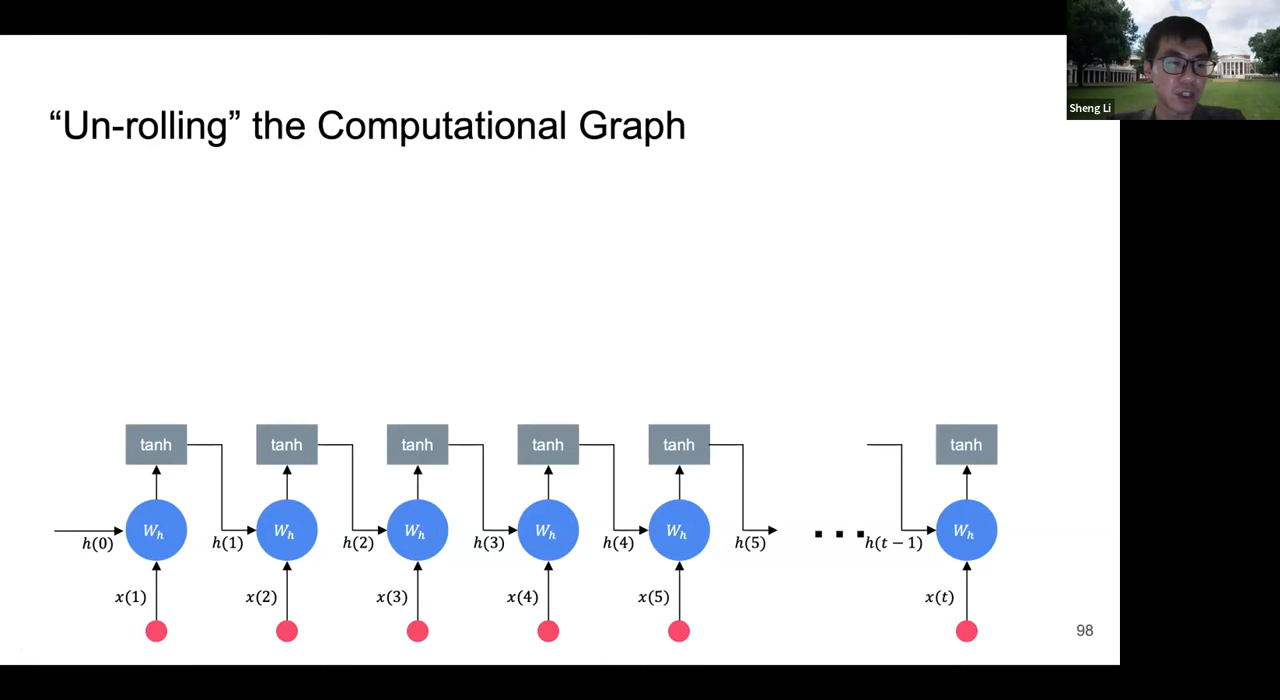 Sheng Li
“Un-rolling” the Computational Graph
tanh tanh tanh tanh tanh tanh
W_h W_h W_h W_h W_h W_h
h(0) h(1) h(2) h(3) h(4) h(5) ... h(t − 1)
x(1) x(2) x(3) x(4) x(5) x(t)
98